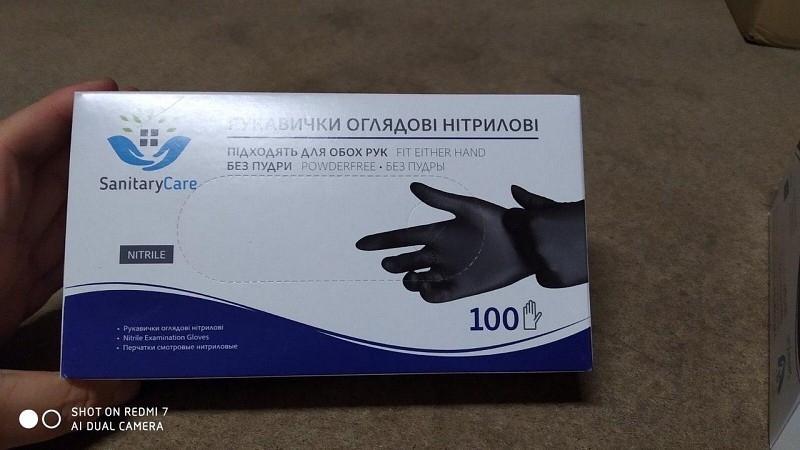 РУКАВИЧКИ ОГЛЯДОВІ НІТРИЛОВІ
ПІДХОДЯТЬ ДЛЯ ОБОХ РУК FIT EITHER HAND
БЕЗ ПУДРИ POWDERFREE • БЕЗ ПУДРЫ
SanitaryCare
NITRILE
100
• Рукавички оглядові нітрилові
• Nitrile Examination Gloves
• Перчатки смотровые нитриловые
SHOT ON REDMI 7
AI DUAL CAMERA